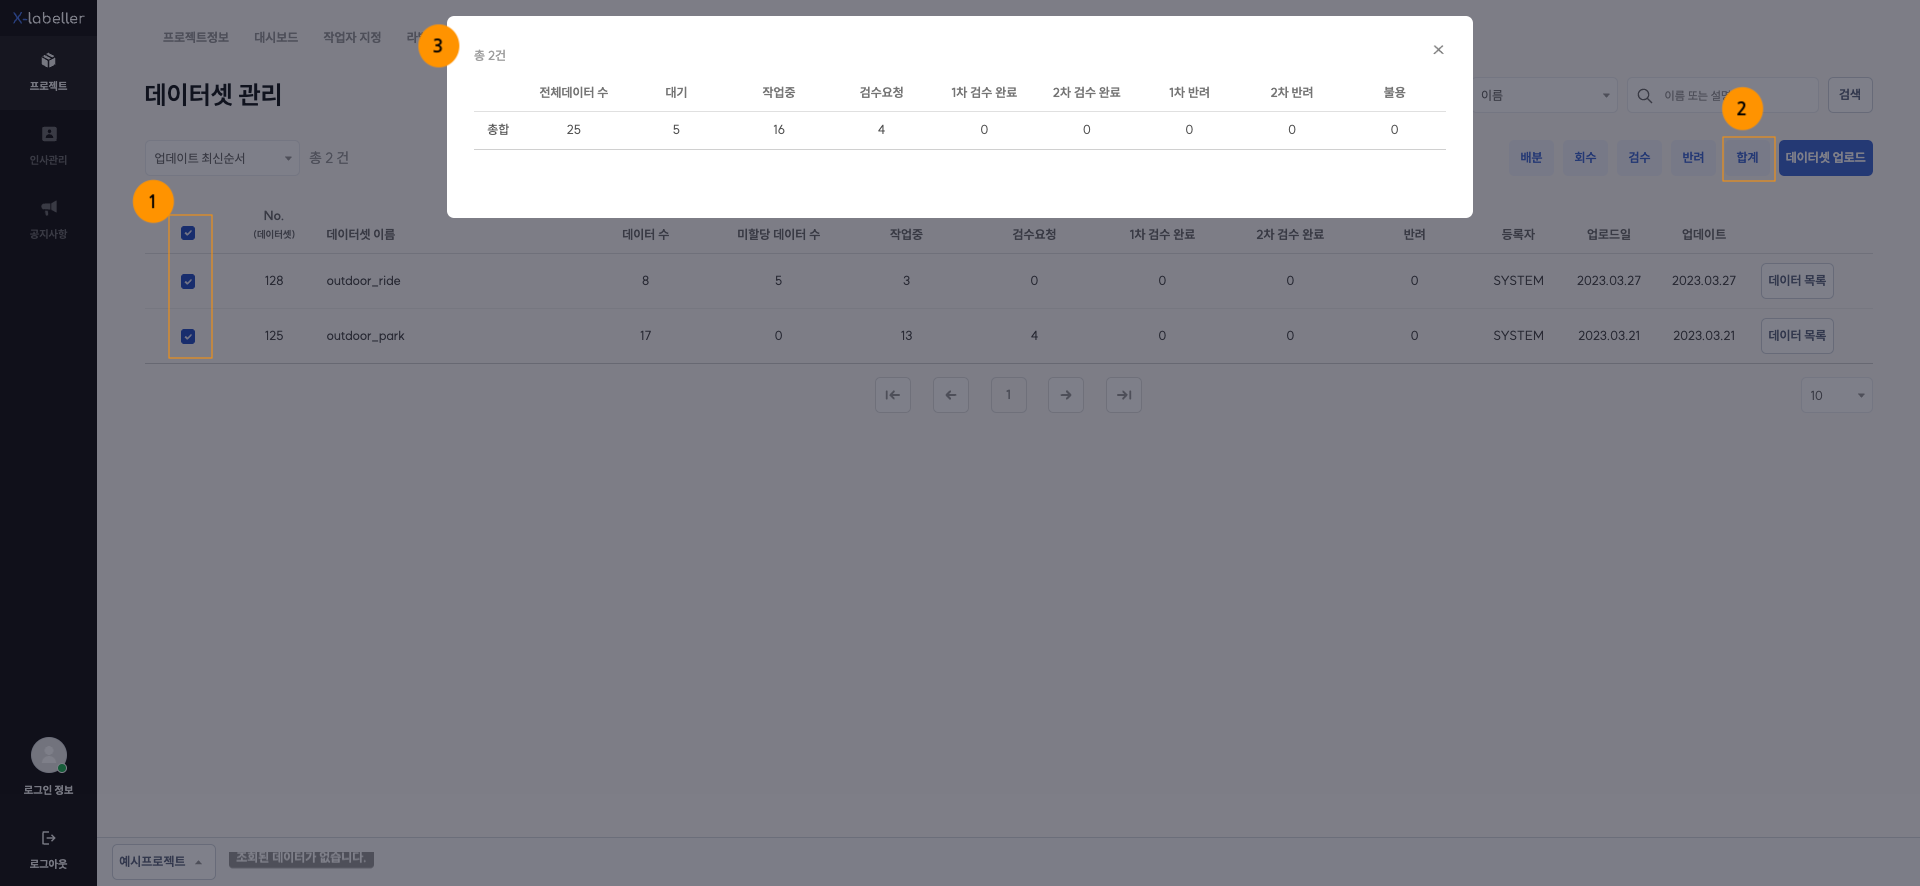 X-labeller
프로젝트
인사관리
공지사항
로그인 정보
로그아웃
프로젝트정보 대시보드 작업자 지정
데이터셋 관리
이름 이름 또는 설명 검색
업데이트 최신순서 총 2 건
배분 회수 검수 반려 합계 데이터셋 업로드
1
2
3
총 2건
전체데이터 수 대기 작업중 검수요청 1차 검수 완료 2차 검수 완료 1차 반려 2차 반려 불용
총합 25 5 16 4 0 0 0 0 0
No.
(데이터셋) 데이터셋 이름 데이터 수 미할당 데이터 수 작업중 검수요청 1차 검수 완료 2차 검수 완료 반려 등록자 업로드일 업데이트
128 outdoor_ride 8 5 3 0 0 0 0 SYSTEM 2023.03.27 2023.03.27 데이터 목록
125 outdoor_park 17 0 13 4 0 0 0 SYSTEM 2023.03.21 2023.03.21 데이터 목록
1 10
예시프로젝트 조회된 데이터가 없습니다.